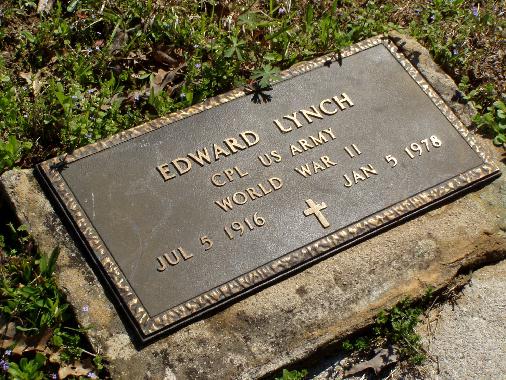 EDWARD LYNCH
CPL US ARMY
WORLD WAR II
JUL 5 1916 JAN 5 1978